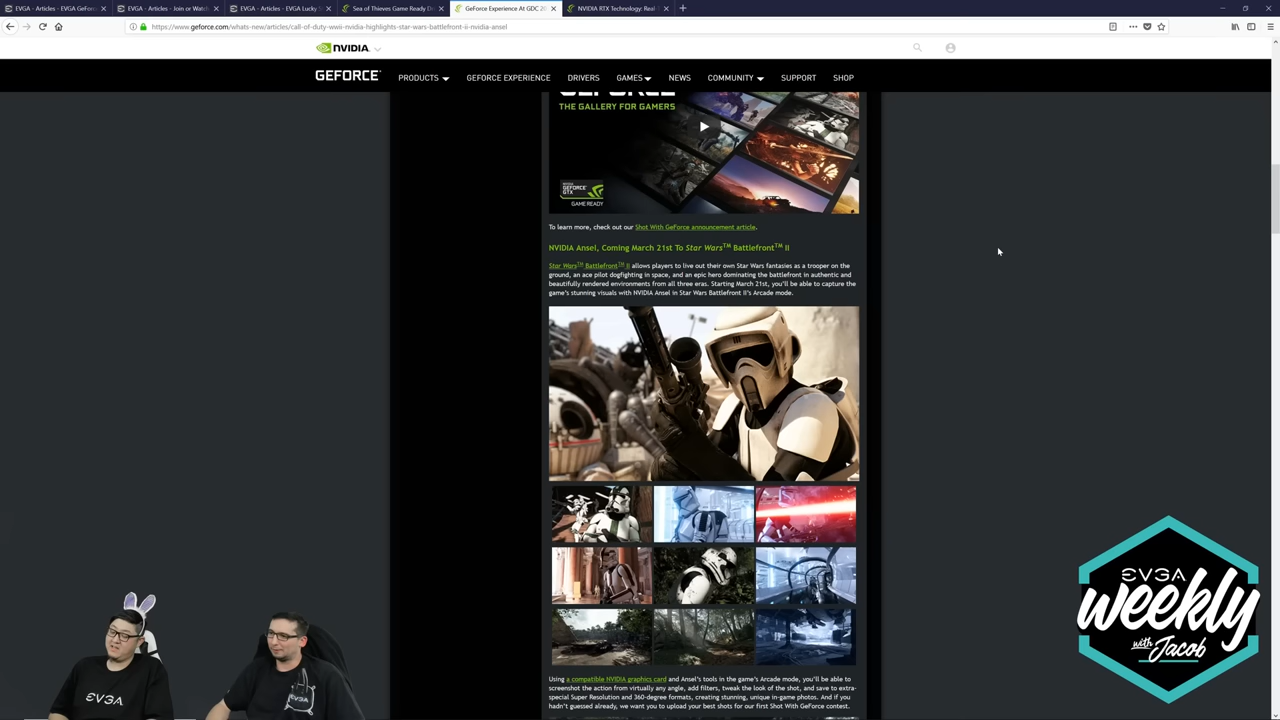 EVGA - Articles - EVGA GeForc
EVGA - Articles - Join or Watch
EVGA - Articles - EVGA Lucky S
Sea of Thieves Game Ready Dri
GeForce Experience At GDC 20
NVIDIA RTX Technology: Real-T
https://www.geforce.com/whats-new/articles/call-of-duty-wwii-nvidia-highlights-star-wars-battlefront-ii-nvidia-ansel
NVIDIA.
GEFORCE PRODUCTS GEFORCE EXPERIENCE DRIVERS GAMES NEWS COMMUNITY SUPPORT SHOP
GEFORCE
THE GALLERY FOR GAMERS
NVIDIA
GEFORCE
GTX
GAME READY
To learn more, check out our Shot With GeForce announcement article.
NVIDIA Ansel, Coming March 21st To Star Wars™ Battlefront™ II
Star Wars™ Battlefront™ II allows players to live out their own Star Wars fantasies as a trooper on the
ground, an ace pilot dogfighting in space, and an epic hero dominating the battlefront in authentic and
beautifully rendered environments from all three eras. Starting March 21st, you'll be able to capture the
game's stunning visuals with NVIDIA Ansel in Star Wars Battlefront II's Arcade mode.
Using a compatible NVIDIA graphics card and Ansel's tools in the game's Arcade mode, you'll be able to
screenshot the action from virtually any angle, add filters, tweak the look of the shot, and save to extra-
special Super Resolution and 360-degree formats, creating stunning, unique in-game photos. And if you
hadn't guessed already, we want you to upload your best shots for our first Shot With GeForce contest.
EVGA
EVGA
EVGA
weekly
with Jacob